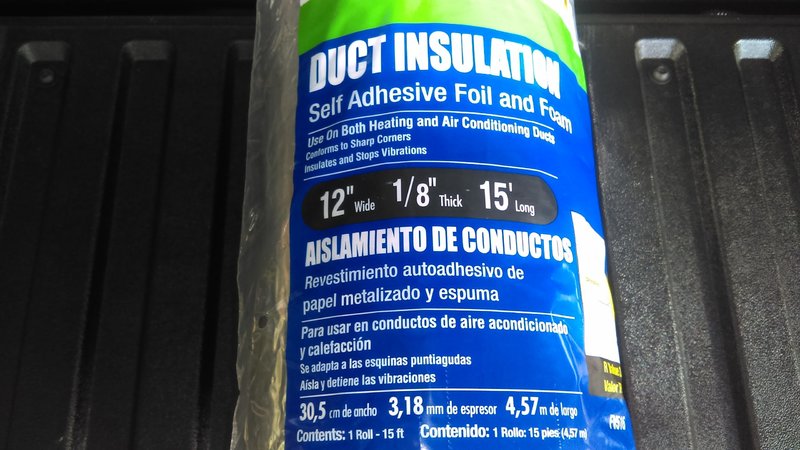 DUCT INSULATION
Self Adhesive Foil and Foam
Use On Both Heating and Air Conditioning Ducts
Conforms to Sharp Corners
Insulates and Stops Vibrations
12" Wide 1/8" Thick 15' Long
AISLAMIENTO DE CONDUCTOS
Revestimiento autoadhesivo de
papel metalizado y espuma
Para usar en conductos de aire acondicionado
y calefacción
Se adapta a las esquinas puntiagudas
Aísla y detiene las vibraciones
30,5 cm de ancho 3,18 mm de espesor 4,57 m de largo
Contents: 1 Roll - 15 ft Contenido: 1 Rollo: 15 pies (4,57 m)